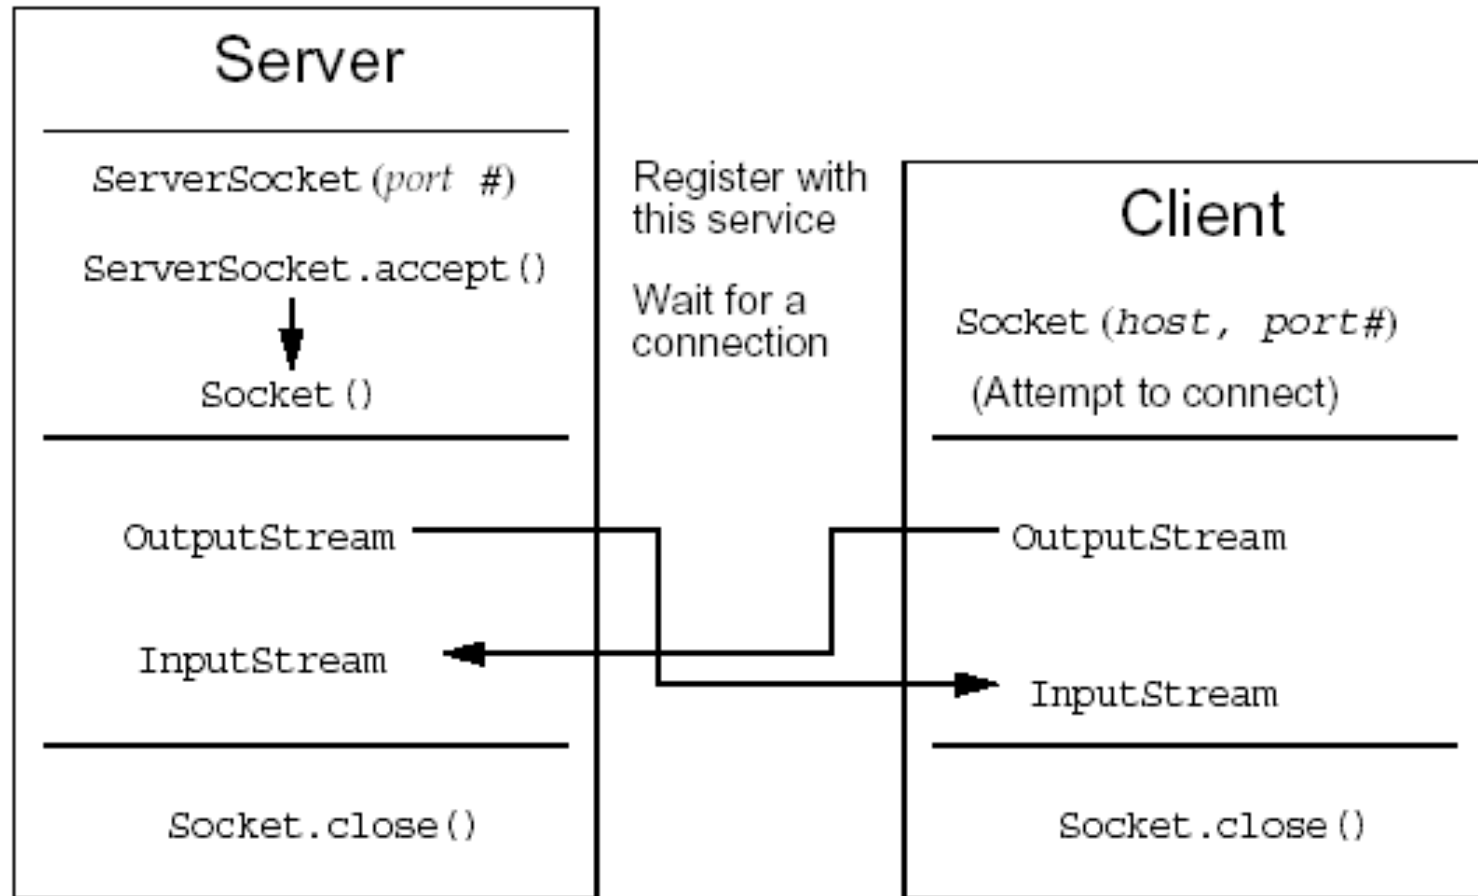 Server
ServerSocket (port #)
ServerSocket.accept()
Socket()
OutputStream
InputStream
Socket.close()
Register with
this service
Wait for a
connection
Client
Socket (host, port#)
(Attempt to connect)
OutputStream
InputStream
Socket.close()